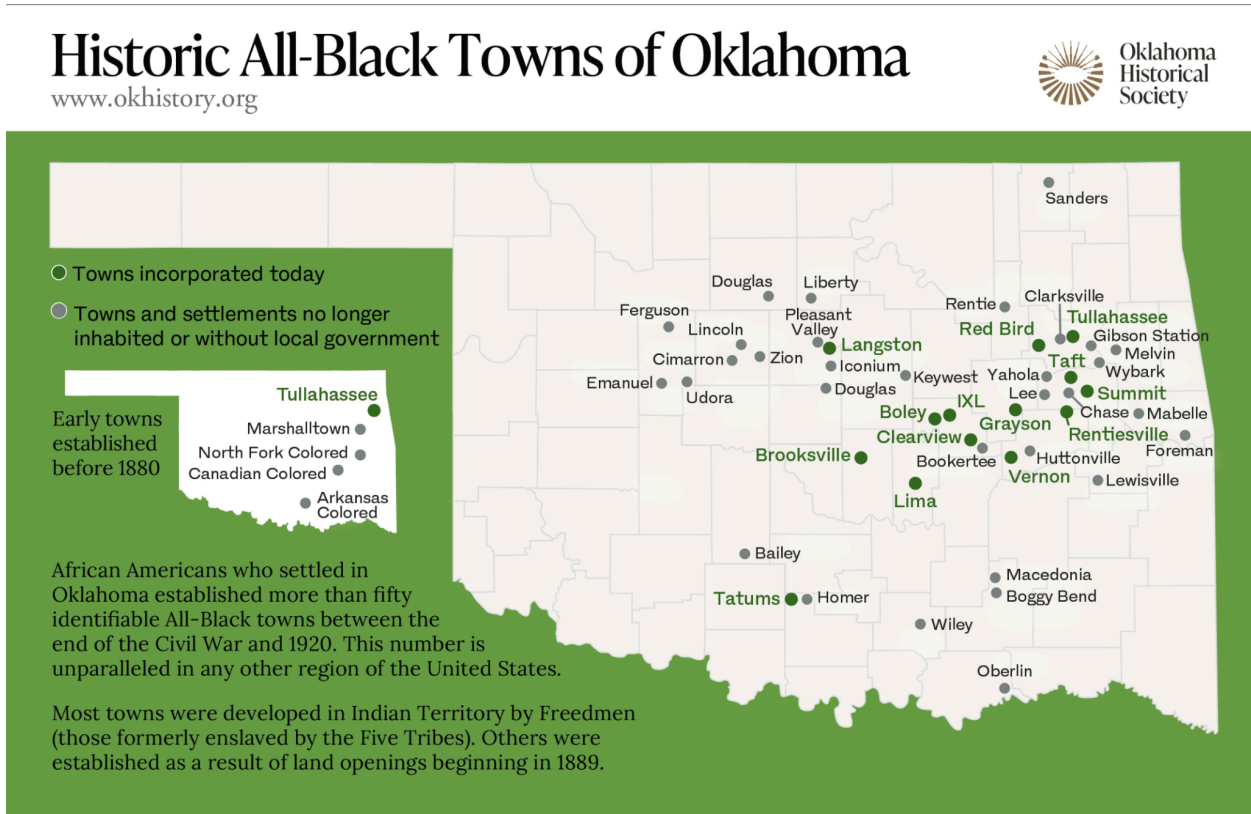 Historic All-Black Towns of Oklahoma
www.okhistory.org
Oklahoma
Historical
Society
Towns incorporated today
Towns and settlements no longer
inhabited or without local government
Early towns
established
before 1880
Tullahassee
Marshalltown
North Fork Colored
Canadian Colored
Arkansas
Colored
African Americans who settled in
Oklahoma established more than fifty
identifiable All-Black towns between the
end of the Civil War and 1920. This number is
unparalleled in any other region of the United States.
Most towns were developed in Indian Territory by Freedmen
(those formerly enslaved by the Five Tribes). Others were
established as a result of land openings beginning in 1889.
Sanders
Douglas
Liberty
Ferguson
Pleasant
Valley
Lincoln
Langston
Cimarron
Zion
Iconium
Emanuel
Udora
Douglas
Keywest
Rentie
Clarksville
Tullahassee
Red Bird
Gibson Station
Melvin
Taft
Wybark
Yahola
Lee
Summit
Boley
IXL
Grayson
Chase
Mabelle
Clearview
Rentiesville
Foreman
Brooksville
Bookertee
Huttonville
Vernon
Lewisville
Lima
Bailey
Tatums
Homer
Macedonia
Boggy Bend
Wiley
Oberlin